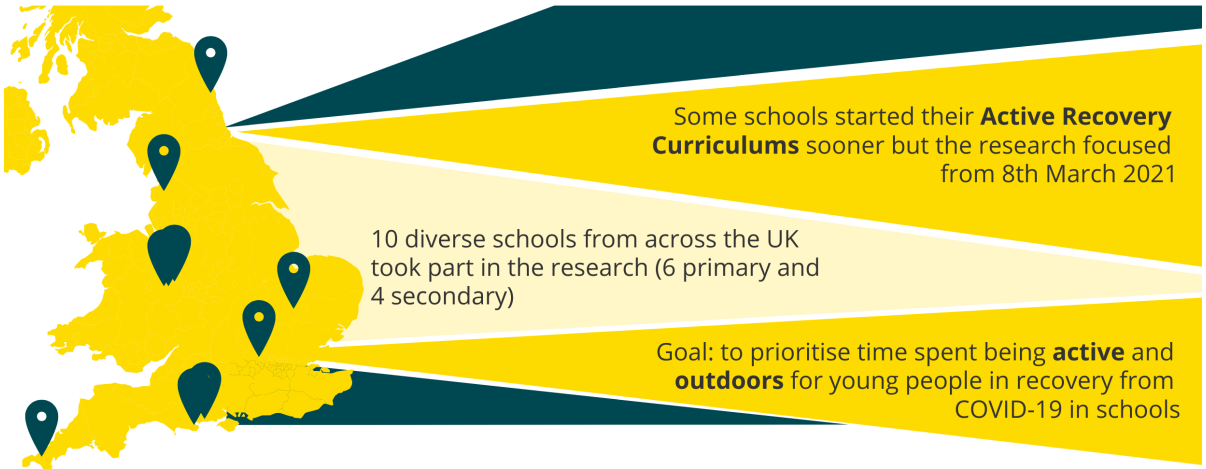 Some schools started their Active Recovery
Curriculums sooner but the research focused
from 8th March 2021
10 diverse schools from across the UK
took part in the research (6 primary and
4 secondary)
Goal: to prioritise time spent being active and
outdoors for young people in recovery from
COVID-19 in schools